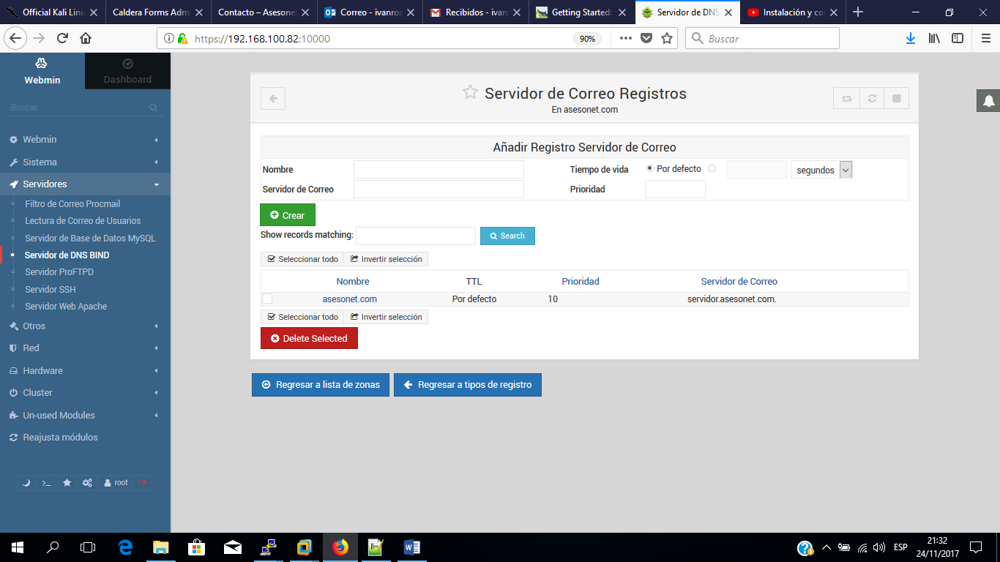 Official Kali Linu
Caldera Forms Adm
Contacto – Asesone
Correo - ivanror
Recibidos - ivan
Getting Started:
Servidor de DNS
Instalación y co
https://192.168.100.82:10000
90%
Buscar
Webmin
Dashboard
Buscar
Webmin
Sistema
Servidores
Filtro de Correo Procmail
Lectura de Correo de Usuarios
Servidor de Base de Datos MySQL
Servidor de DNS BIND
Servidor ProFTPD
Servidor SSH
Servidor Web Apache
Otros
Red
Hardware
Cluster
Un-used Modules
Reajusta módulos
root
Servidor de Correo Registros
En asesonet.com
Añadir Registro Servidor de Correo
Nombre
Tiempo de vida
Por defecto
segundos
Servidor de Correo
Prioridad
Crear
Show records matching:
Search
Seleccionar todo
Invertir selección
Nombre TTL Prioridad Servidor de Correo
asesonet.com Por defecto 10 servidor.asesonet.com.
Seleccionar todo
Invertir selección
Delete Selected
Regresar a lista de zonas
Regresar a tipos de registro
ESP
21:32
24/11/2017